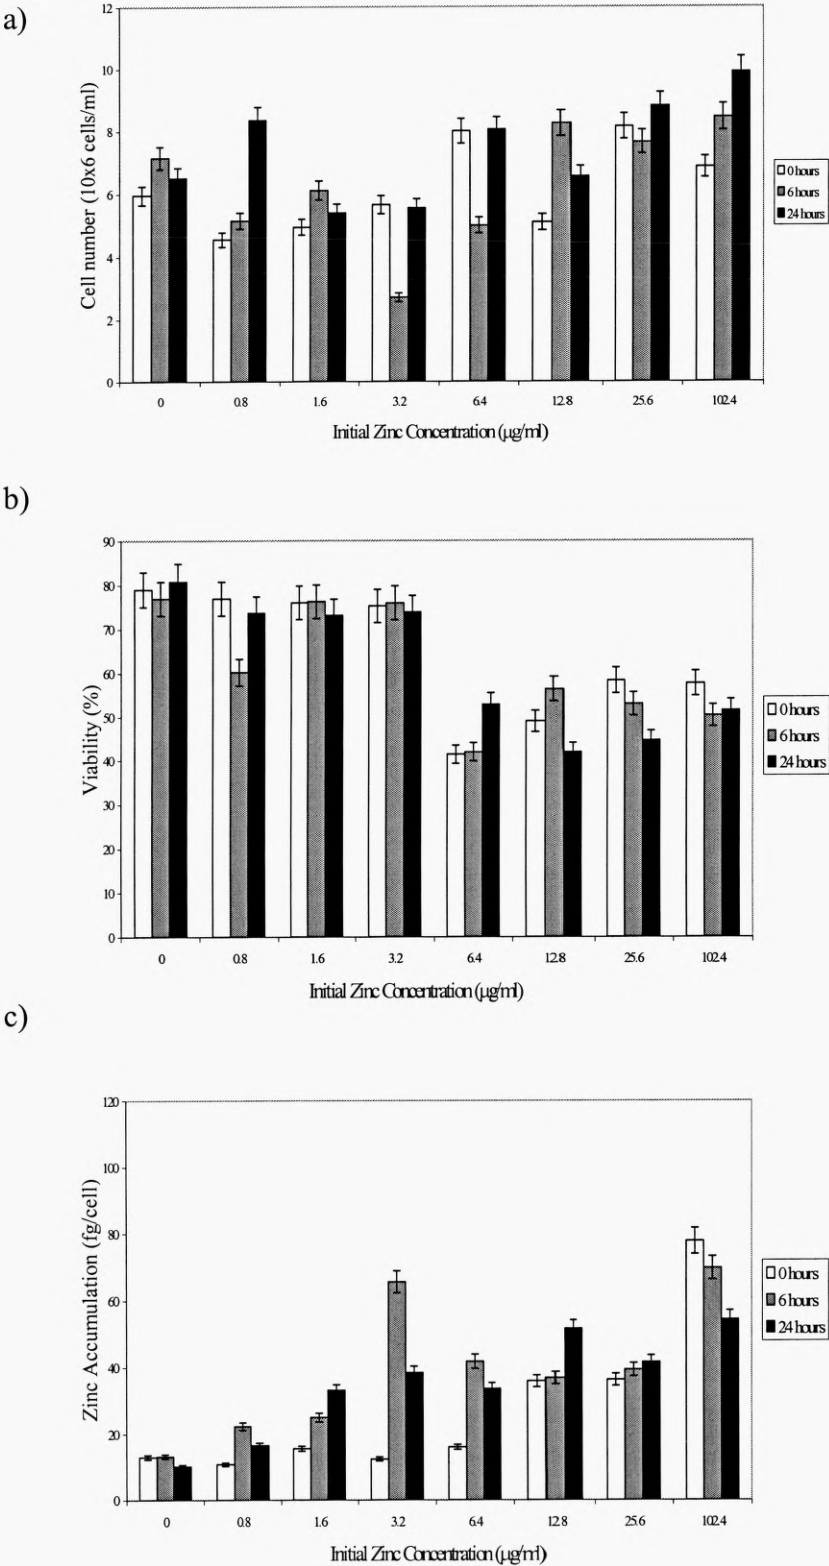 a)
12
10
8
6
4
2
0
Cell number (10x6 cells/ml)
0 0.8 1.6 3.2 6.4 12.8 25.6 102.4
Initial Zinc Concentration (µg/ml)
0 hours
6 hours
24 hours
b)
90
80
70
60
50
40
30
20
10
0
Viability (%)
0 0.8 1.6 3.2 6.4 12.8 25.6 102.4
Initial Zinc Concentration (µg/ml)
0 hours
6 hours
24 hours
c)
120
100
80
60
40
20
0
Zinc Accumulation (fg/cell)
0 0.8 1.6 3.2 6.4 12.8 25.6 102.4
Initial Zinc Concentration (µg/ml)
0 hours
6 hours
24 hours